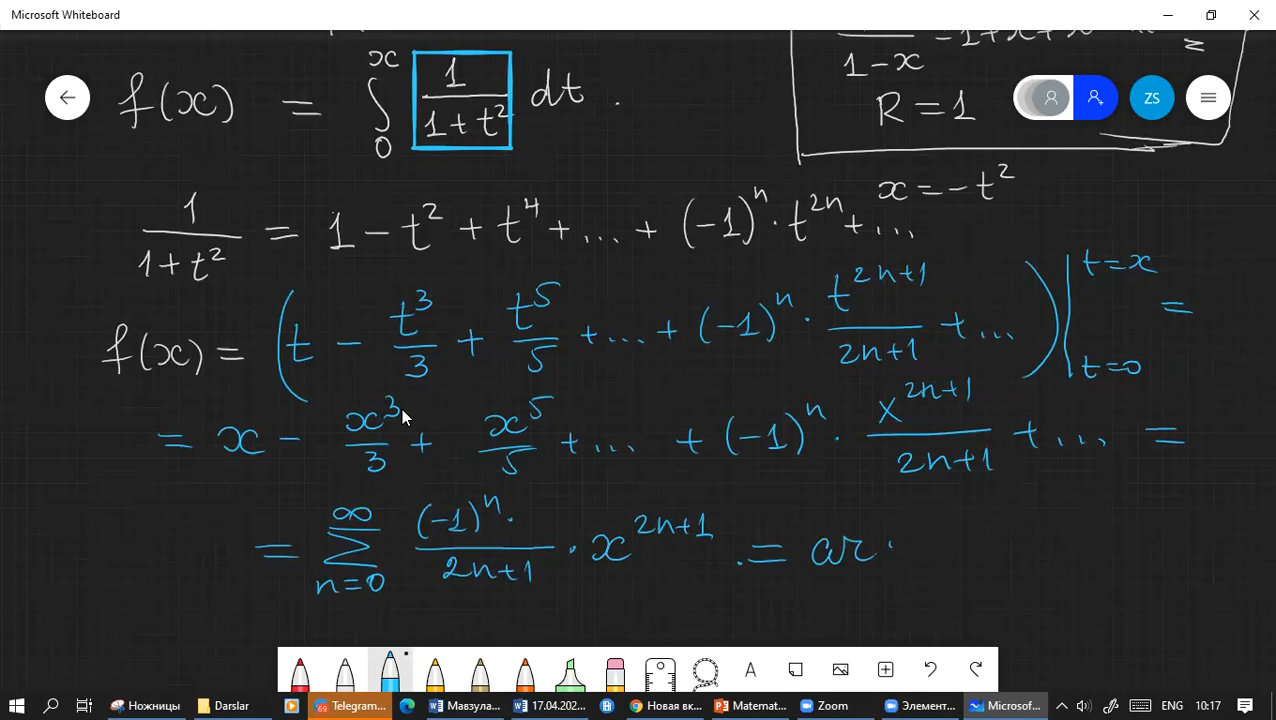 Microsoft Whiteboard
1/(1-x) = 1+x+x
R = 1
ZS
f(x) = ∫₀ˣ 1/(1+t²) dt .
x = -t²
1/(1+t²) = 1 - t² + t⁴ + ... + (-1)ⁿ · t²ⁿ + ...
f(x) = (t - t³/3 + t⁵/5 + ... + (-1)ⁿ · t²ⁿ⁺¹/(2n+1) + ...) | t=x t=0 =
= x - x³/3 + x⁵/5 + ... + (-1)ⁿ · x²ⁿ⁺¹/(2n+1) + ... =
= ∑ n=0 ∞ (-1)ⁿ·/(2n+1) · x²ⁿ⁺¹ . = ar
A
Ножницы Darslar 69 Telegram... Мавзула... 17.04.202... Новая вк... Matemat... Zoom Элемент... Microsof... ENG 10:17